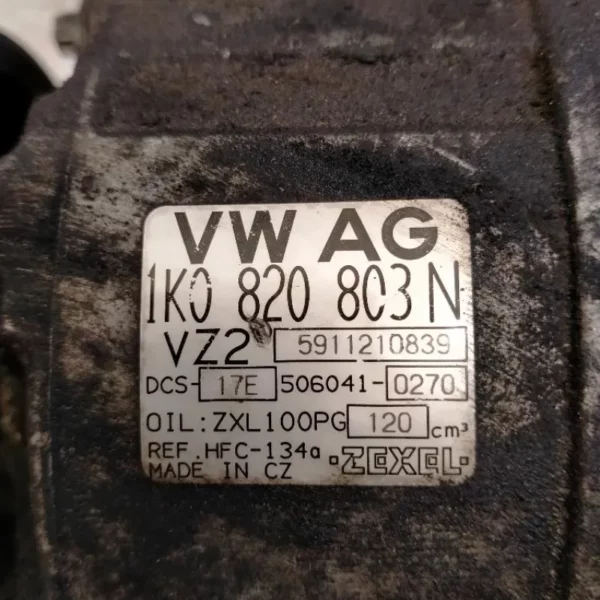 VW AG
1K0 820 803 N
VZ2 5911210839
DCS-17E 506041-0270
OIL:ZXL100PG 120 cm³
REF.HFC-134a
MADE IN CZ ·ZEXEL·